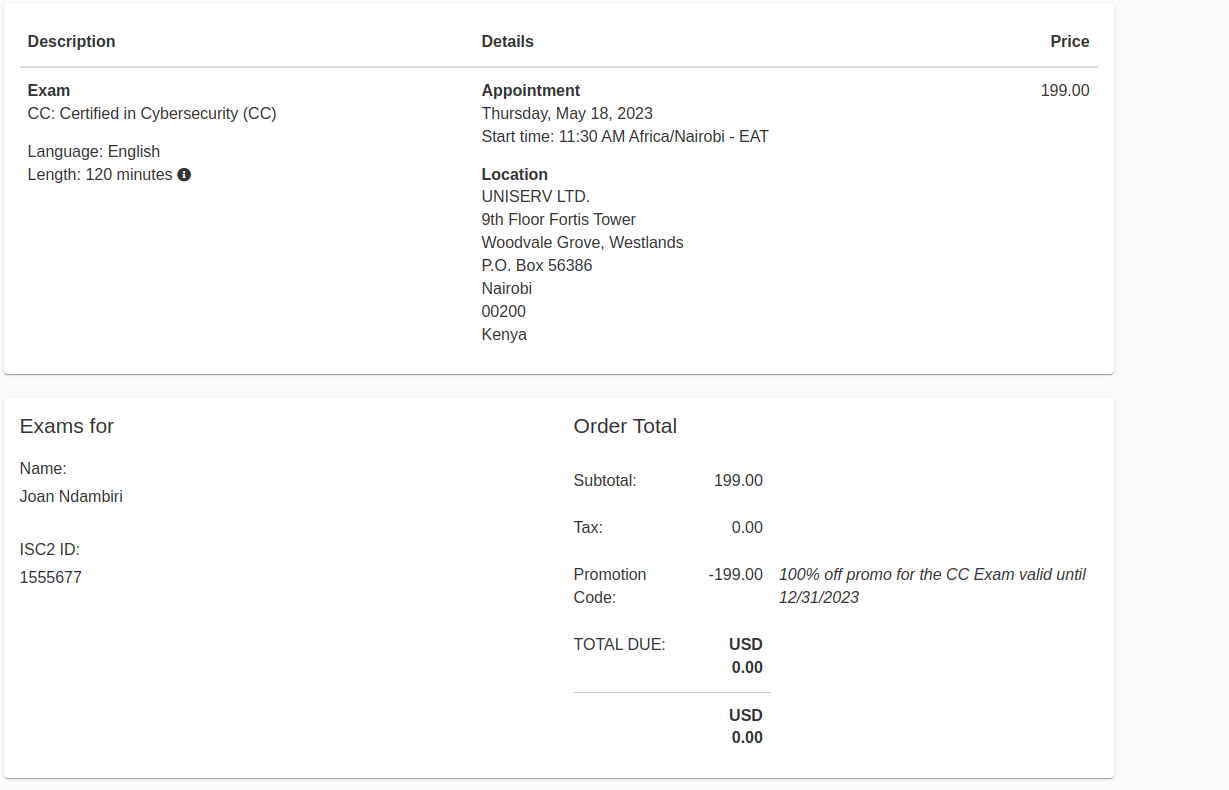 Description Details Price
Exam
CC: Certified in Cybersecurity (CC)
Language: English
Length: 120 minutes
Appointment
Thursday, May 18, 2023
Start time: 11:30 AM Africa/Nairobi - EAT
Location
UNISERV LTD.
9th Floor Fortis Tower
Woodvale Grove, Westlands
P.O. Box 56386
Nairobi
00200
Kenya
199.00
Exams for
Name:
Joan Ndambiri
ISC2 ID:
1555677
Order Total
Subtotal: 199.00
Tax: 0.00
Promotion Code: -199.00 100% off promo for the CC Exam valid until
12/31/2023
TOTAL DUE: USD
0.00
USD
0.00